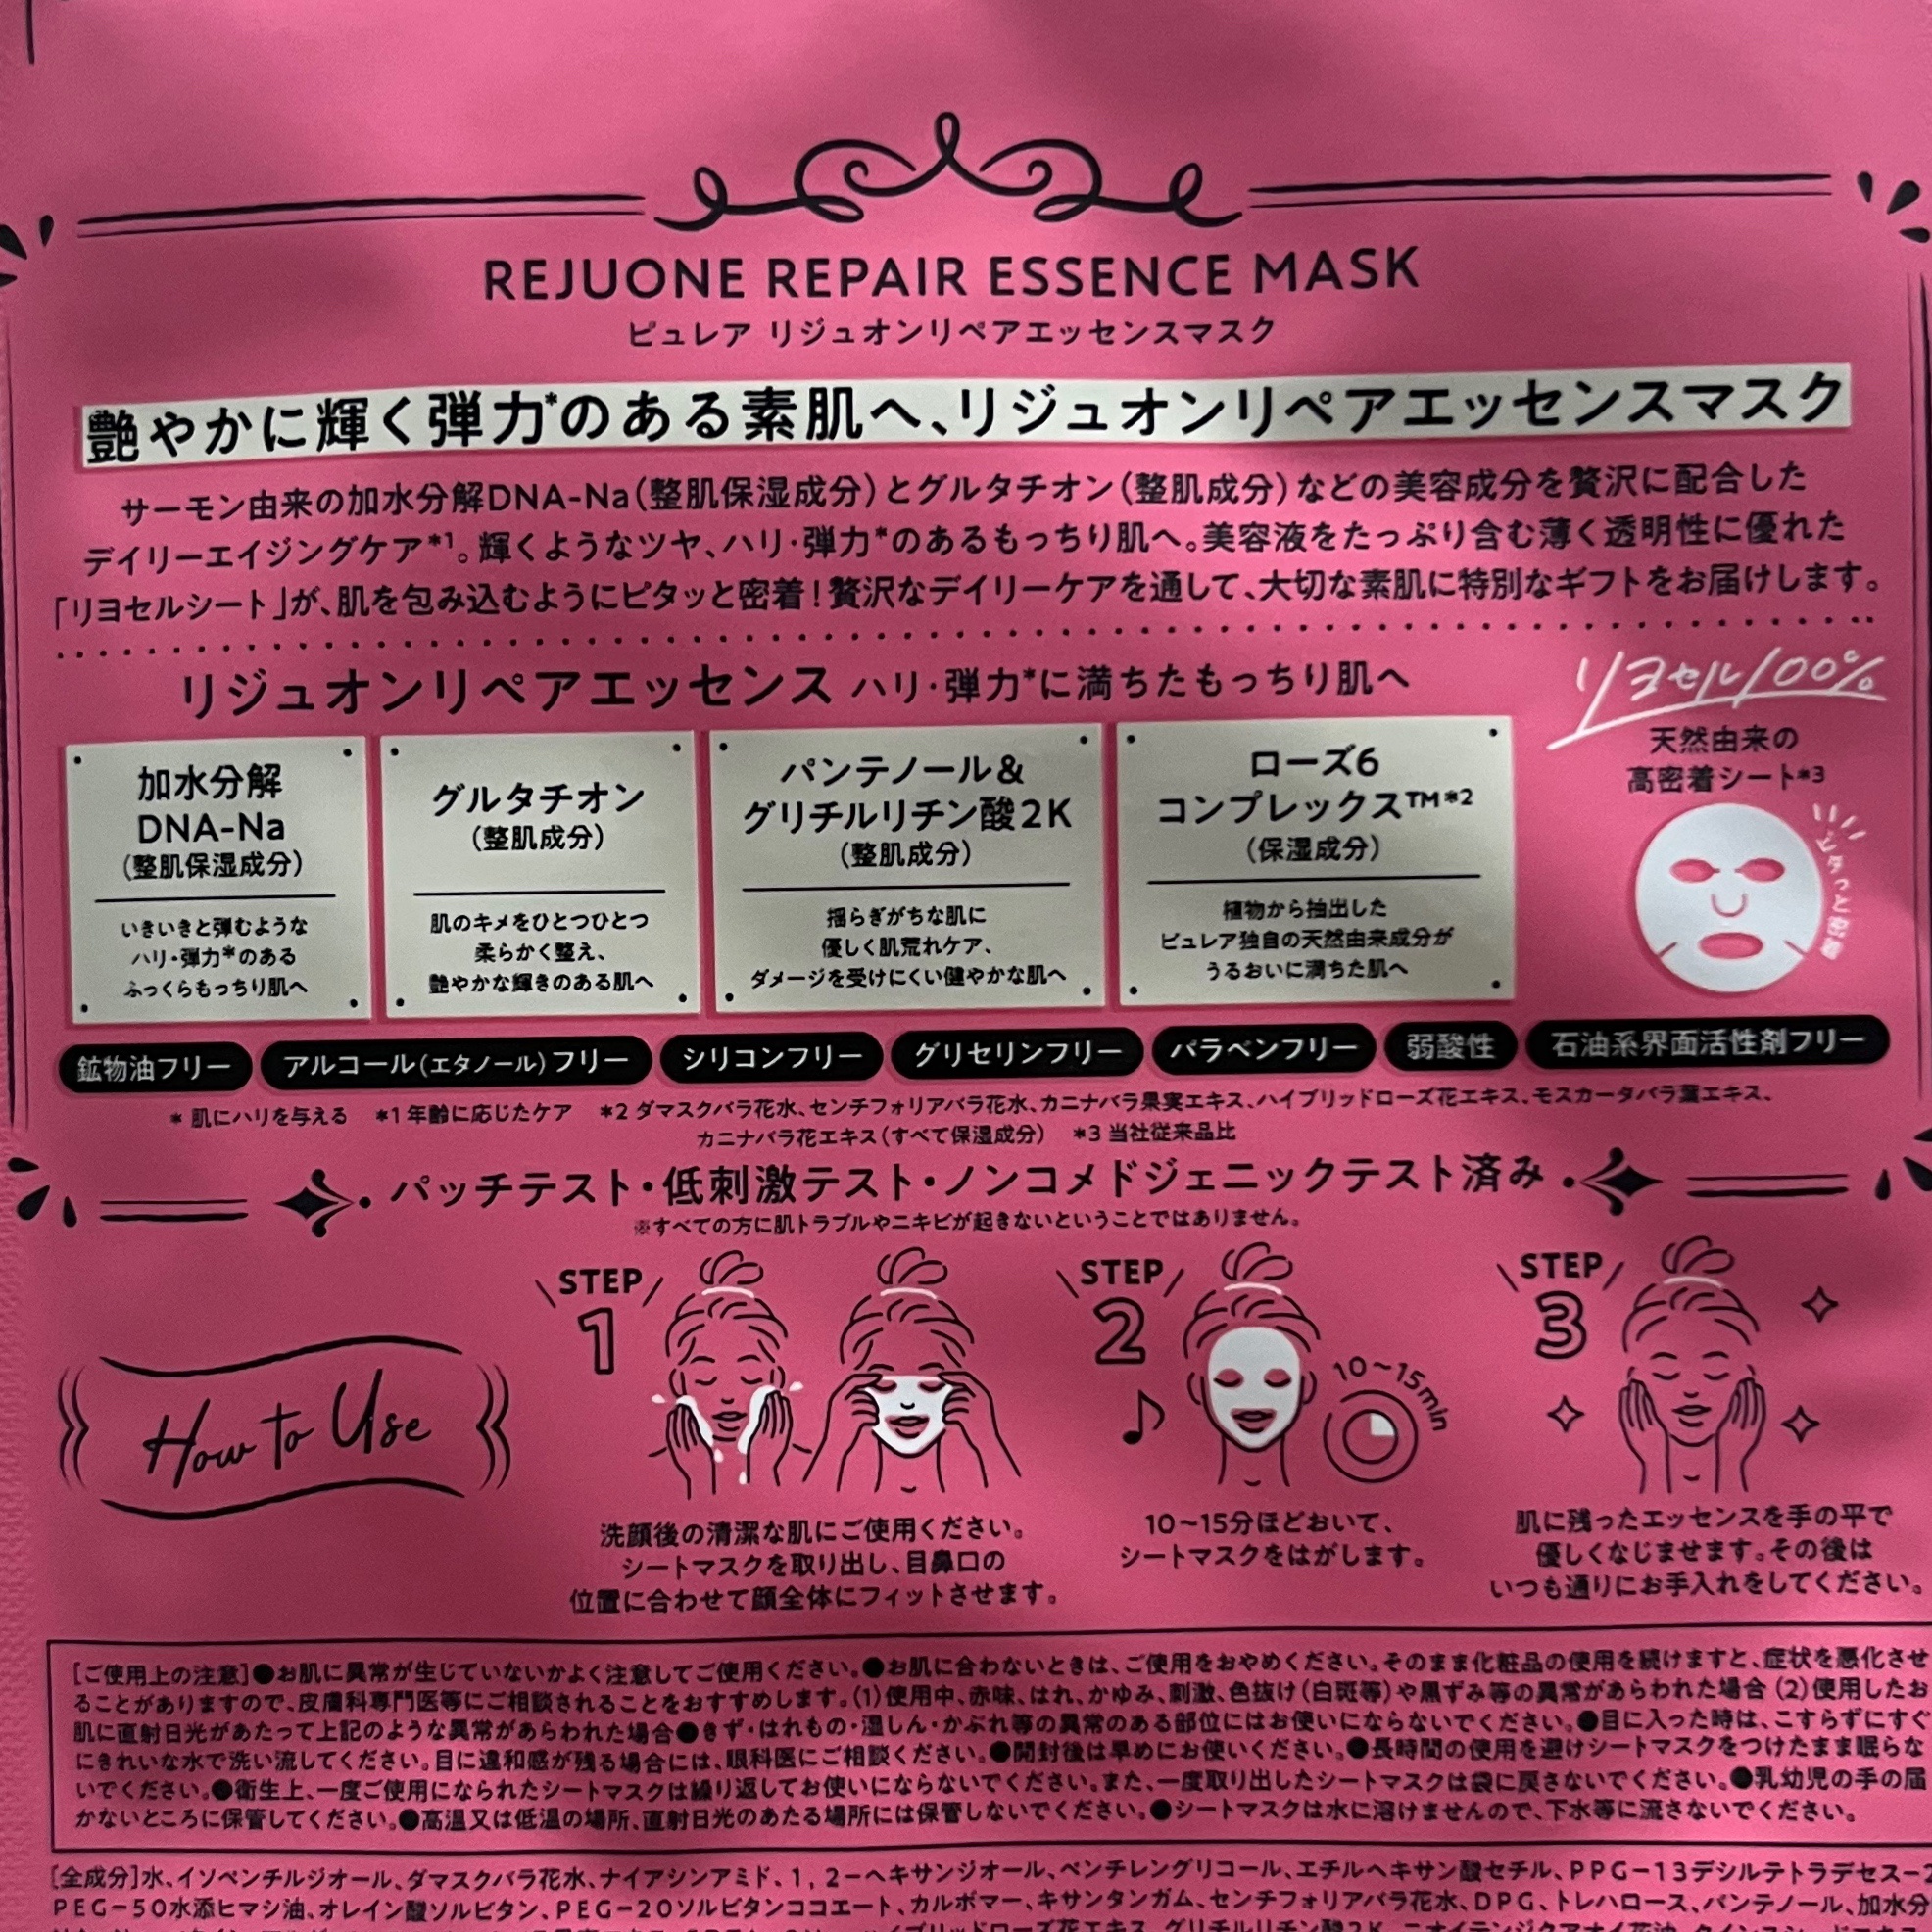 REJUONE REPAIR ESSENCE MASK
ピュレア リジュオンリペアエッセンスマスク
艶やかに輝く弾力*のある素肌へ、リジュオンリペアエッセンスマスク
サーモン由来の加水分解DNA-Na(整肌保湿成分)とグルタチオン(整肌成分)などの美容成分を贅沢に配合した
デイリーエイジングケア*1。輝くようなツヤ、ハリ・弾力*のあるもっちり肌へ。美容液をたっぷり含む薄く透明性に優れた
「リヨセルシート」が、肌を包み込むようにピタッと密着!贅沢なデイリーケアを通して、大切な素肌に特別なギフトをお届けします。
リジュオンリペアエッセンス ハリ・弾力*に満ちたもっちり肌へ
加水分解
DNA-Na
(整肌保湿成分)
いきいきと弾むような
ハリ・弾力*のある
ふっくらもっちり肌へ
グルタチオン
(整肌成分)
肌のキメをひとつひとつ
柔らかく整え、
艶やかな輝きのある肌へ
パンテノール&
グリチルリチン酸2K
(整肌成分)
揺らぎがちな肌に
優しく肌荒れケア、
ダメージを受けにくい健やかな肌へ
ローズ6
コンプレックス™*2
(保湿成分)
植物から抽出した
ピュレア独自の天然由来成分が
うるおいに満ちた肌へ
リヨセル100%
天然由来の
高密着シート*3
ピタっと密着
鉱物油フリー アルコール(エタノール)フリー シリコンフリー グリセリンフリー パラベンフリー 弱酸性 石油系界面活性剤フリー
* 肌にハリを与える *1 年齢に応じたケア *2 ダマスクバラ花水、センチフォリアバラ花水、カニナバラ果実エキス、ハイブリッドローズ花エキス、モスカータバラ葉エキス、
カニナバラ花エキス(すべて保湿成分) *3 当社従来品比
パッチテスト・低刺激テスト・ノンコメドジェニックテスト済み
※すべての方に肌トラブルやニキビが起きないということではありません。
How to Use
STEP
1
洗顔後の清潔な肌にご使用ください。
シートマスクを取り出し、目鼻口の
位置に合わせて顔全体にフィットさせます。
STEP
2
10~15min
10~15分ほどおいて、
シートマスクをはがします。
STEP
3
肌に残ったエッセンスを手の平で
優しくなじませます。その後は
いつも通りにお手入れをしてください。
[ご使用上の注意]●お肌に異常が生じていないかよく注意してご使用ください。●お肌に合わないときは、ご使用をおやめください。そのまま化粧品の使用を続けますと、症状を悪化させ
ることがありますので、皮膚科専門医等にご相談されることをおすすめします。(1)使用中、赤味、はれ、かゆみ、刺激、色抜け(白斑等)や黒ずみ等の異常があらわれた場合 (2)使用したお
肌に直射日光があたって上記のような異常があらわれた場合●きず・はれもの・湿しん・かぶれ等の異常のある部位にはお使いにならないでください。●目に入った時は、こすらずにすぐ
にきれいな水で洗い流してください。目に違和感が残る場合には、眼科医にご相談ください。●開封後は早めにお使いください。●長時間の使用を避けシートマスクをつけたまま眠らな
いでください。●衛生上、一度ご使用になられたシートマスクは繰り返してお使いにならないでください。また、一度取り出したシートマスクは袋に戻さないでください。●乳幼児の手の届
かないところに保管してください。●高温又は低温の場所、直射日光のあたる場所には保管しないでください。●シートマスクは水に溶けませんので、下水等に流さないでください。
[全成分]水、イソペンチルジオール、ダマスクバラ花水、ナイアシンアミド、1,2-ヘキサンジオール、ペンチレングリコール、エチルヘキサン酸セチル、PPG-13デシルテトラデセス-
PEG-50水添ヒマシ油、オレイン酸ソルビタン、PEG-20ソルビタンココエート、カルボマー、キサンタンガム、センチフォリアバラ花水、DPG、トレハロース、パンテノール、加水分